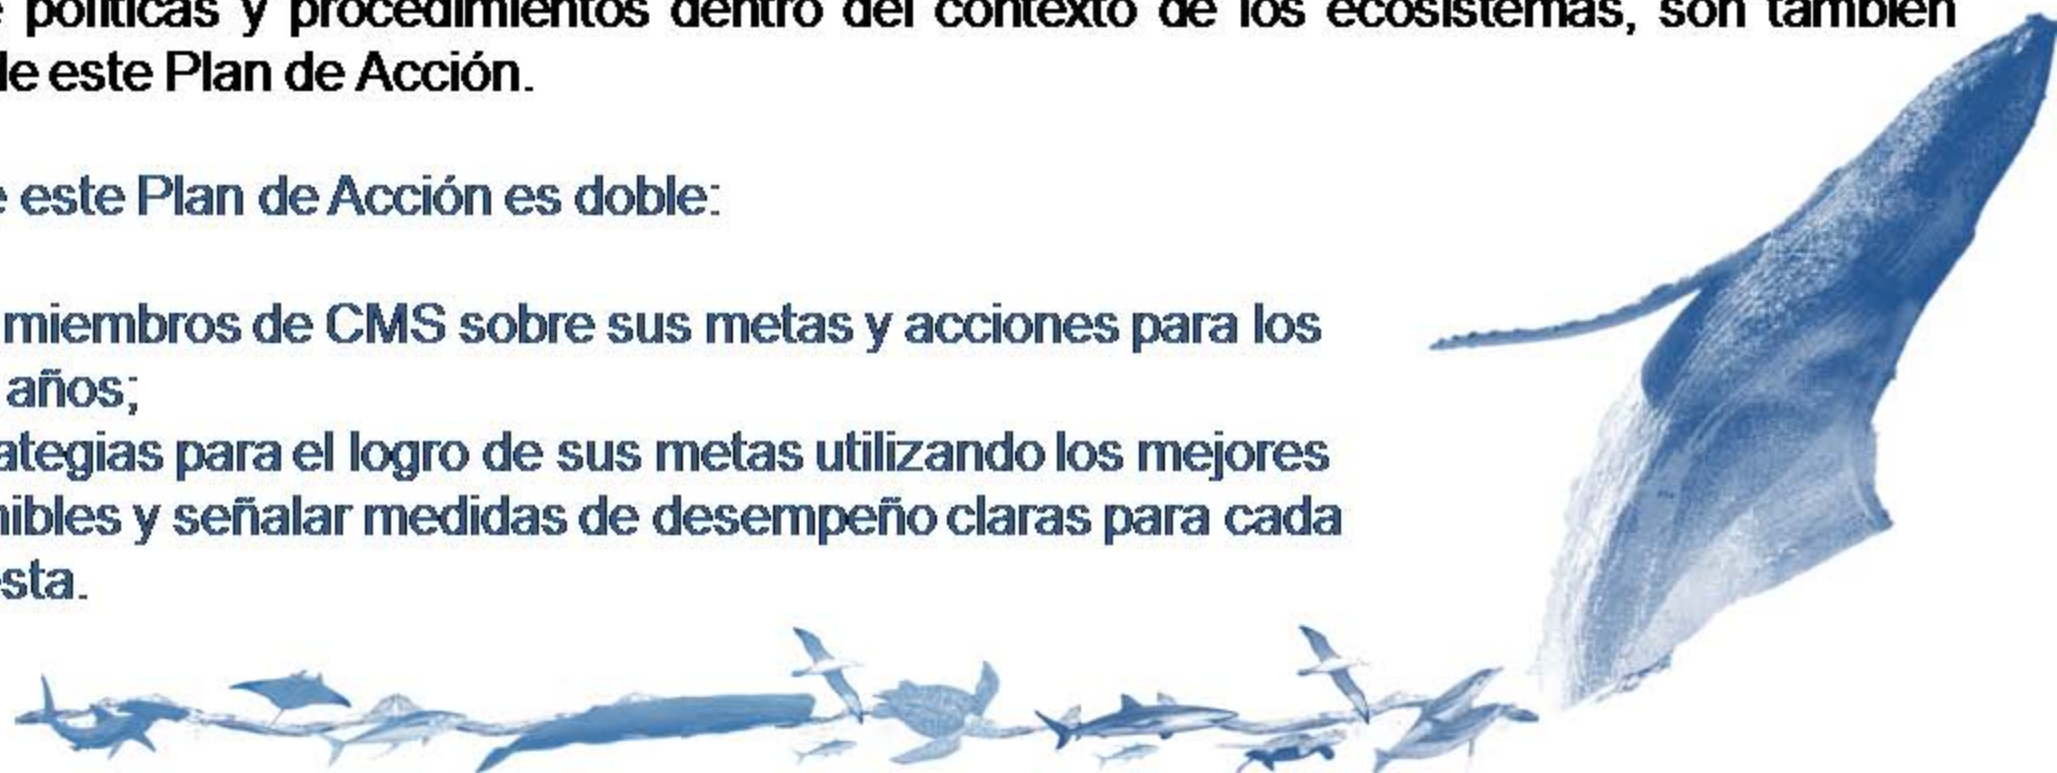 políticas y procedimientos dentro del contexto de los ecosistemas, son también
de este Plan de Acción.
este Plan de Acción es doble:
miembros de CMS sobre sus metas y acciones para los
años;
ategias para el logro de sus metas utilizando los mejores
nibles y señalar medidas de desempeño claras para cada
sta.